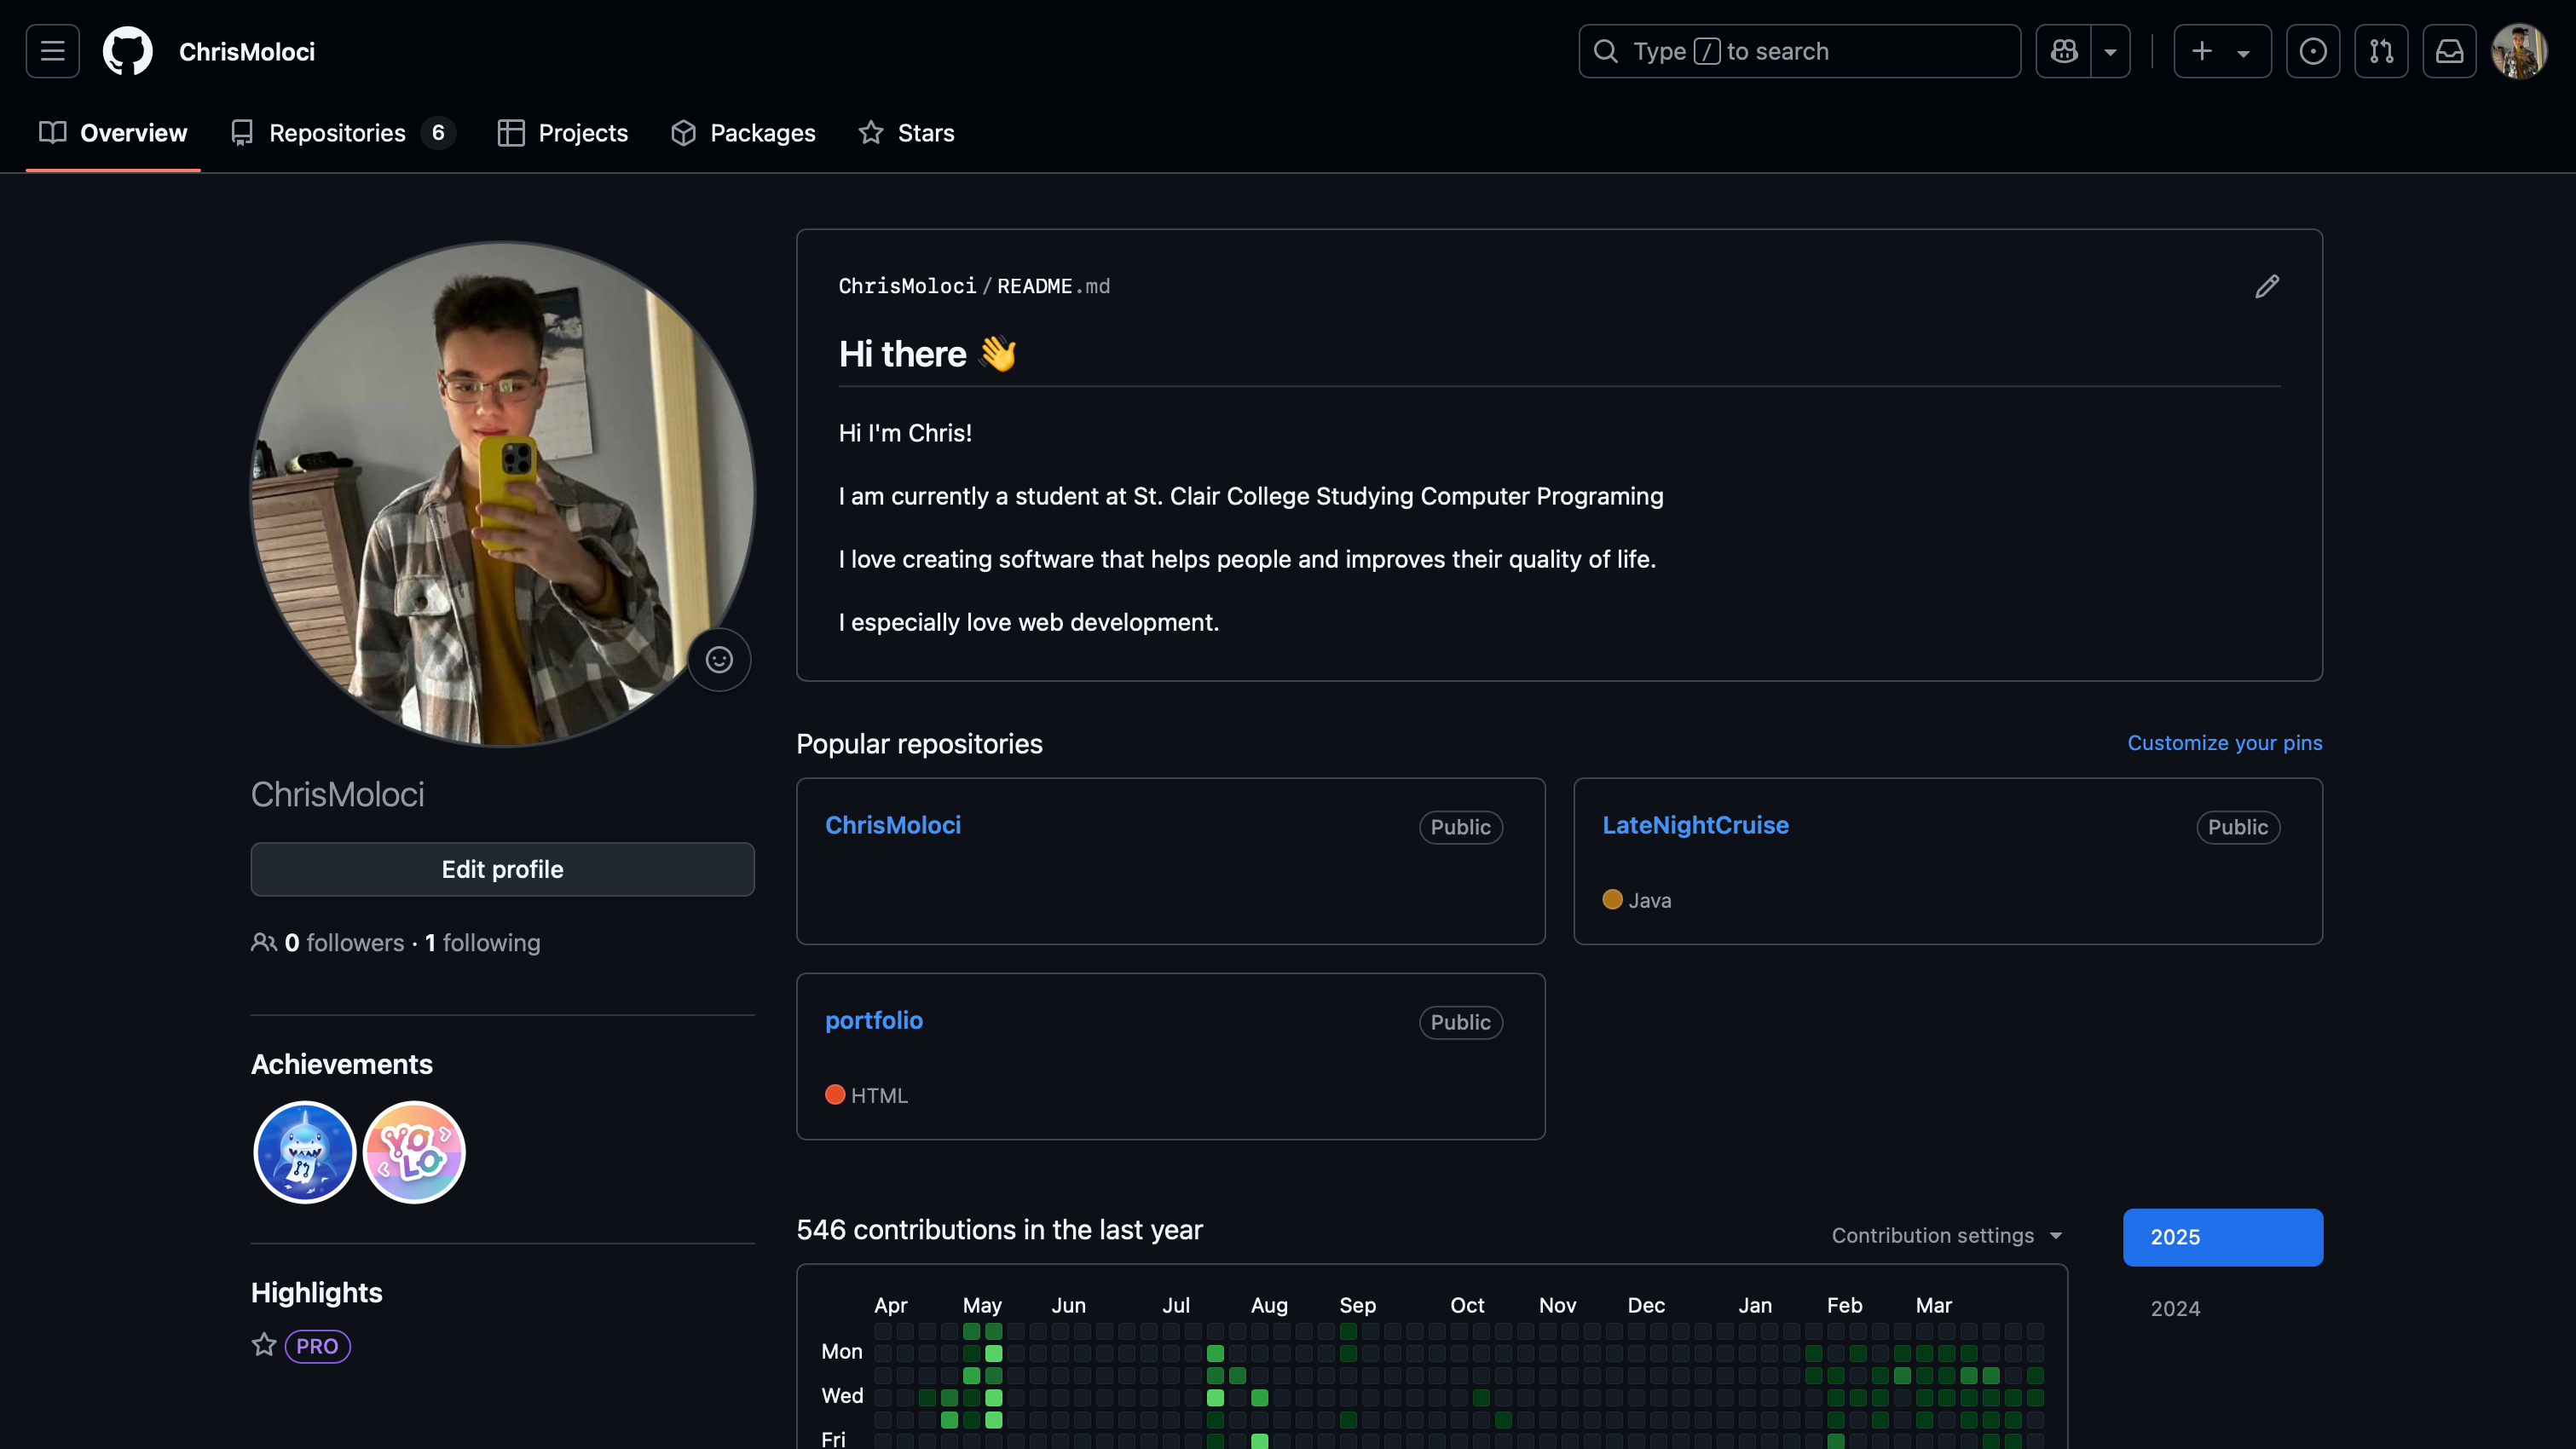 ChrisMoloci
Type / to search
Overview
Repositories 6
Projects
Packages
Stars
ChrisMoloci/README.md
Hi there 👋
Hi I'm Chris!
I am currently a student at St. Clair College Studying Computer Programing
I love creating software that helps people and improves their quality of life.
I especially love web development.
ChrisMoloci
Edit profile
0 followers · 1 following
Achievements
YOLO
Highlights
PRO
Popular repositories
Customize your pins
ChrisMoloci
Public
LateNightCruise
Public
Java
portfolio
Public
HTML
546 contributions in the last year
Contribution settings
2025
2024
Apr May Jun Jul Aug Sep Oct Nov Dec Jan Feb Mar
Mon
Wed
Fri